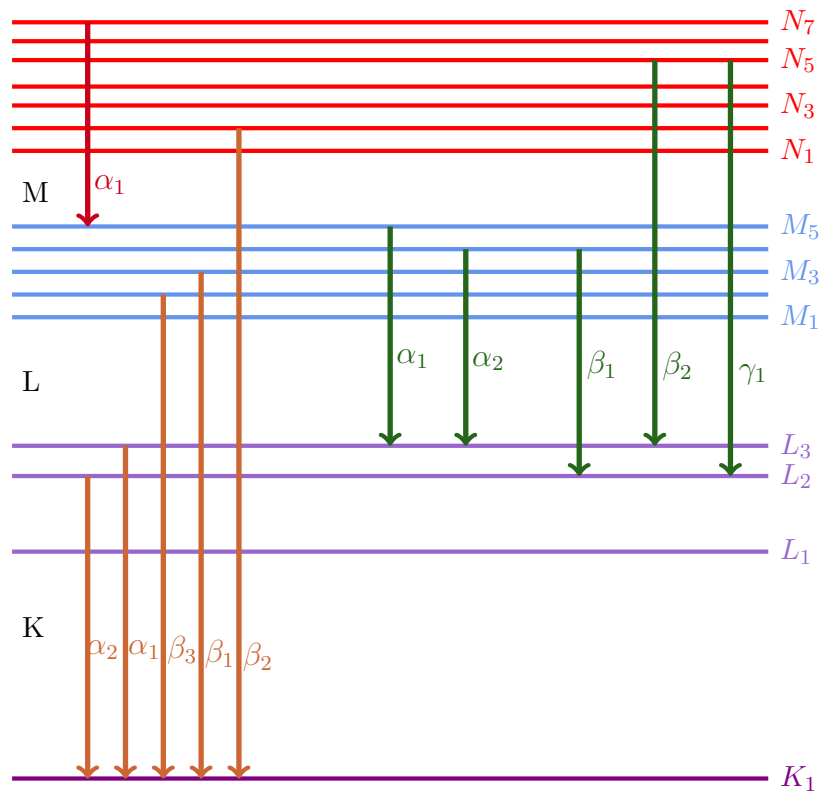 N₇
N₅
N₃
N₁
M α₁
M₅
M₃
M₁
L α₁ α₂ β₁ β₂ γ₁
L₃
L₂
L₁
K α₂ α₁ β₃ β₁ β₂
K₁